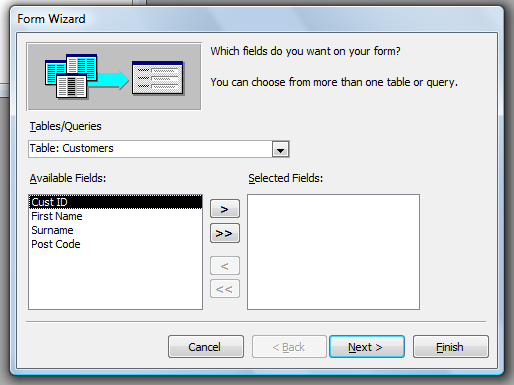 Form Wizard
Which fields do you want on your form?
You can choose from more than one table or query.
Tables/Queries
Table: Customers
Available Fields:
Selected Fields:
Cust ID
First Name
Surname
Post Code
>
>>
<
<<
Cancel
< Back
Next >
Finish